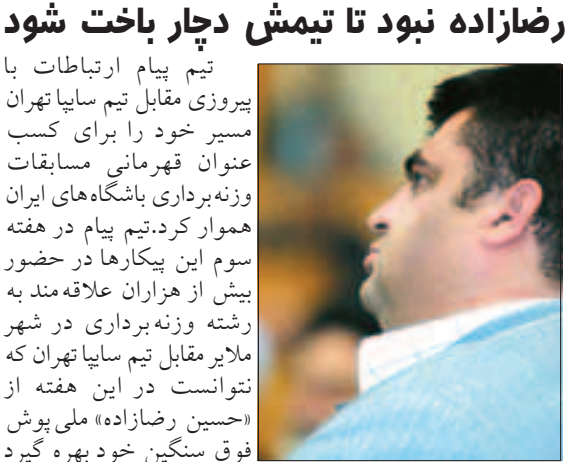 رضازاده نبود تا تیمش دچار باخت شود
تیم پیام ارتباطات با
پیروزی مقابل تیم سایپا تهران
مسیر خود را برای کسب
عنوان قهرمانی مسابقات
وزنه‌برداری باشگاه‌های ایران
هموار کرد.تیم پیام در هفته
سوم این پیکارها در حضور
بیش از هزاران علاقه‌مند به
رشته وزنه‌برداری در شهر
ملایر مقابل تیم سایپا تهران که
نتوانست در این هفته از
«حسین رضازاده» ملی‌پوش
فوق سنگین خود بهره گیرد